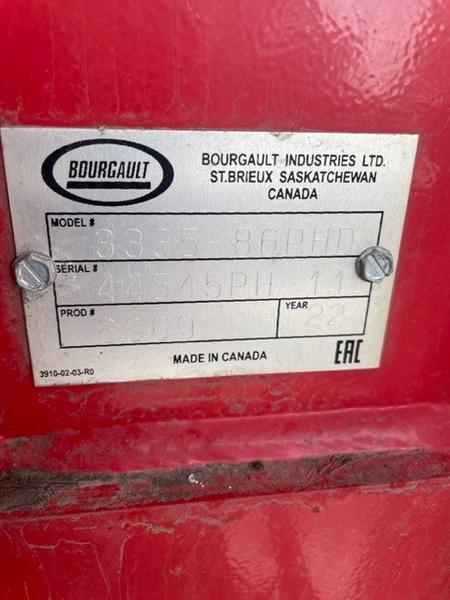 BOURGAULT
BOURGAULT INDUSTRIES LTD.
ST.BRIEUX SASKATCHEWAN
CANADA
MODEL # 3335-86PHD
SERIAL # 44545PH-11
PROD # 6969
YEAR 22
MADE IN CANADA
3910-02-03-R0
EAC